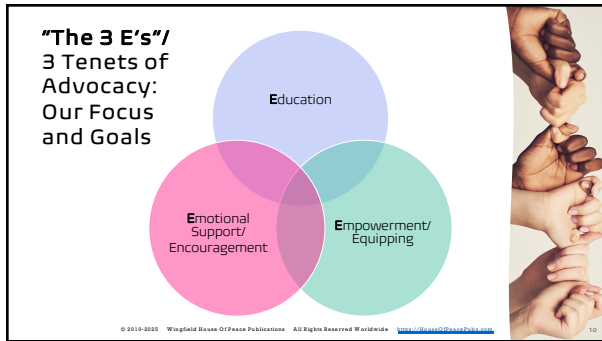 "The 3 E's"/
3 Tenets of
Advocacy:
Our Focus
and Goals
Education
Emotional
Support/
Encouragement
Empowerment/
Equipping
© 2010-2025 Wingfield House Of Peace Publications All Rights Reserved Worldwide https://HouseOfPeacePubs.com 10